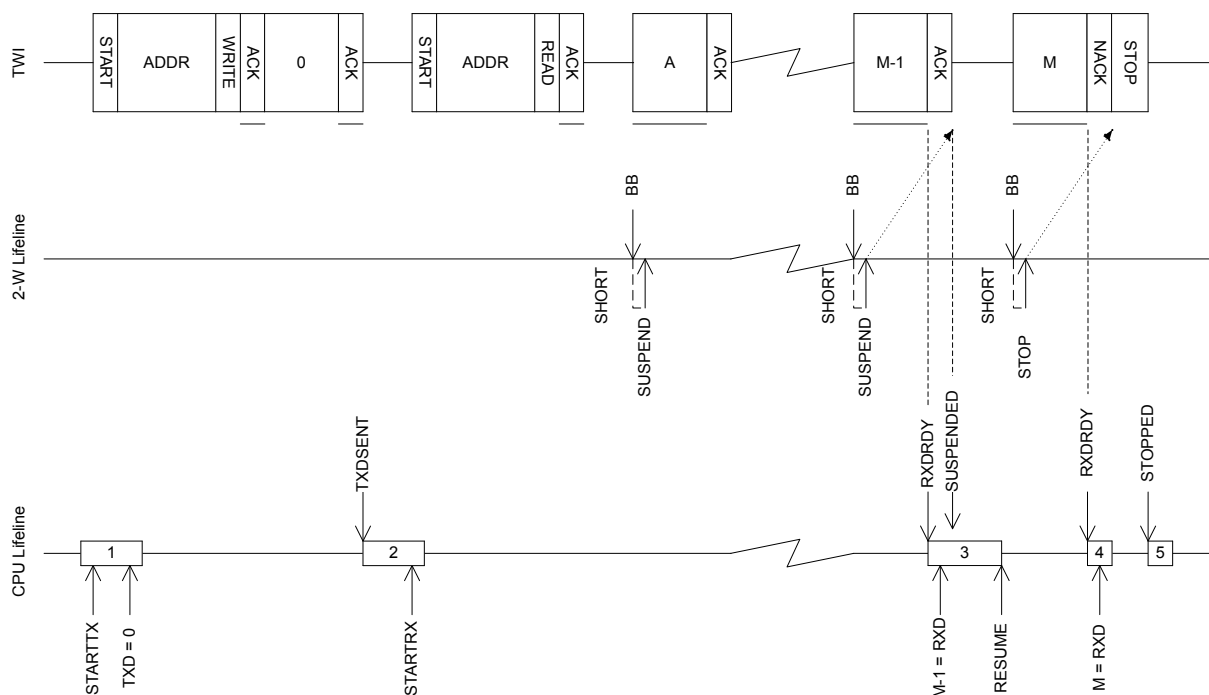 TWI
START
ADDR
WRITE
ACK
0
ACK
START
ADDR
READ
ACK
A
ACK
M-1
ACK
M
NACK
STOP
2-W Lifeline
BB
SHORT
SUSPEND
BB
SHORT
SUSPEND
BB
SHORT
STOP
CPU Lifeline
TXDSENT
RXDRDY
SUSPENDED
RXDRDY
STOPPED
1
2
3
4
5
STARTTX
TXD = 0
STARTRX
M-1 = RXD
RESUME
M = RXD